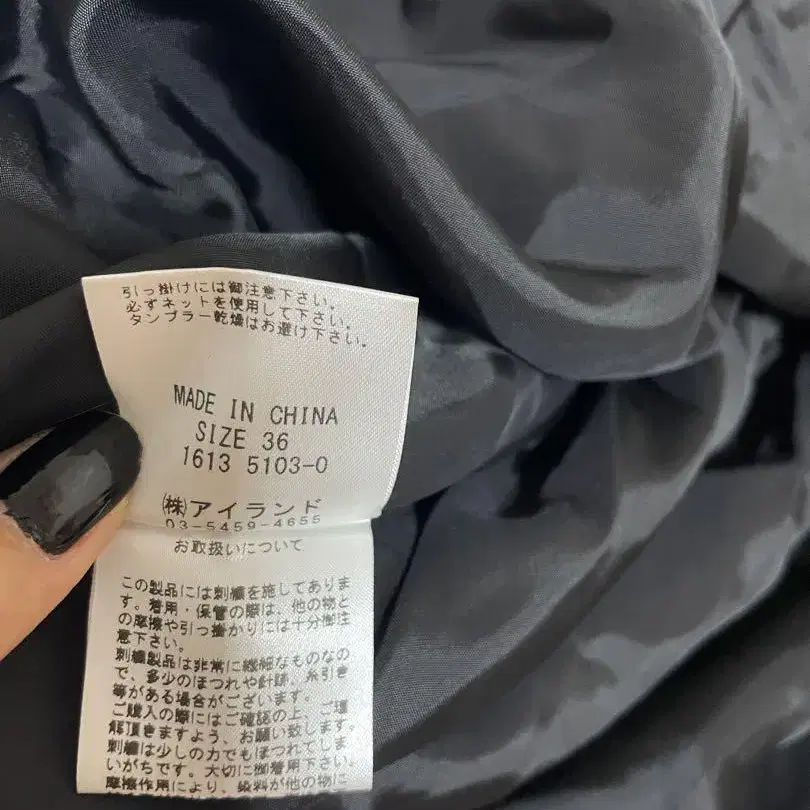 引っ掛けには御注意下さい。
必ずネットを使用して下さい。
タンブラー乾燥はお避け下さい。
MADE IN CHINA
SIZE 36
1613 5103-0
㈱アイランド
03-5459-4655
お取扱いについて
この製品には刺繍を施してありま
す。着用・保管の際は、他の物と
の摩擦や引っ掛かりには十分御注
意下さい。
刺繍製品は非常に繊細なものなの
で、多少のほつれや針跡、糸引き
等がある場合がございます。
ご購入の際にはご確認の上、ご理
解頂きますよう、お願い致します。
刺繍は少しの力でもほつれてしま
いがちです。大切に御着用下さい。
摩擦作用により、染料が他の物に